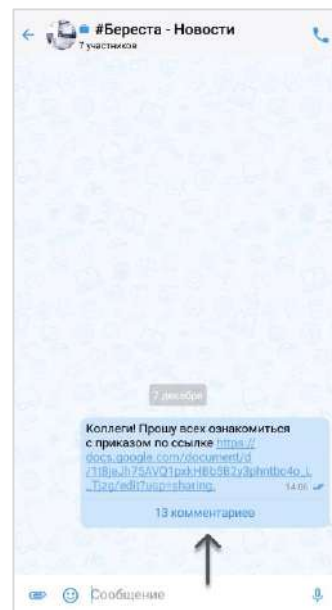 #Береста - Новости
7 участников
7 декабря
Коллеги! Прошу всех ознакомиться
с приказом по ссылке https://
docs.google.com/document/d
14:06
13 комментариев
Сообщение